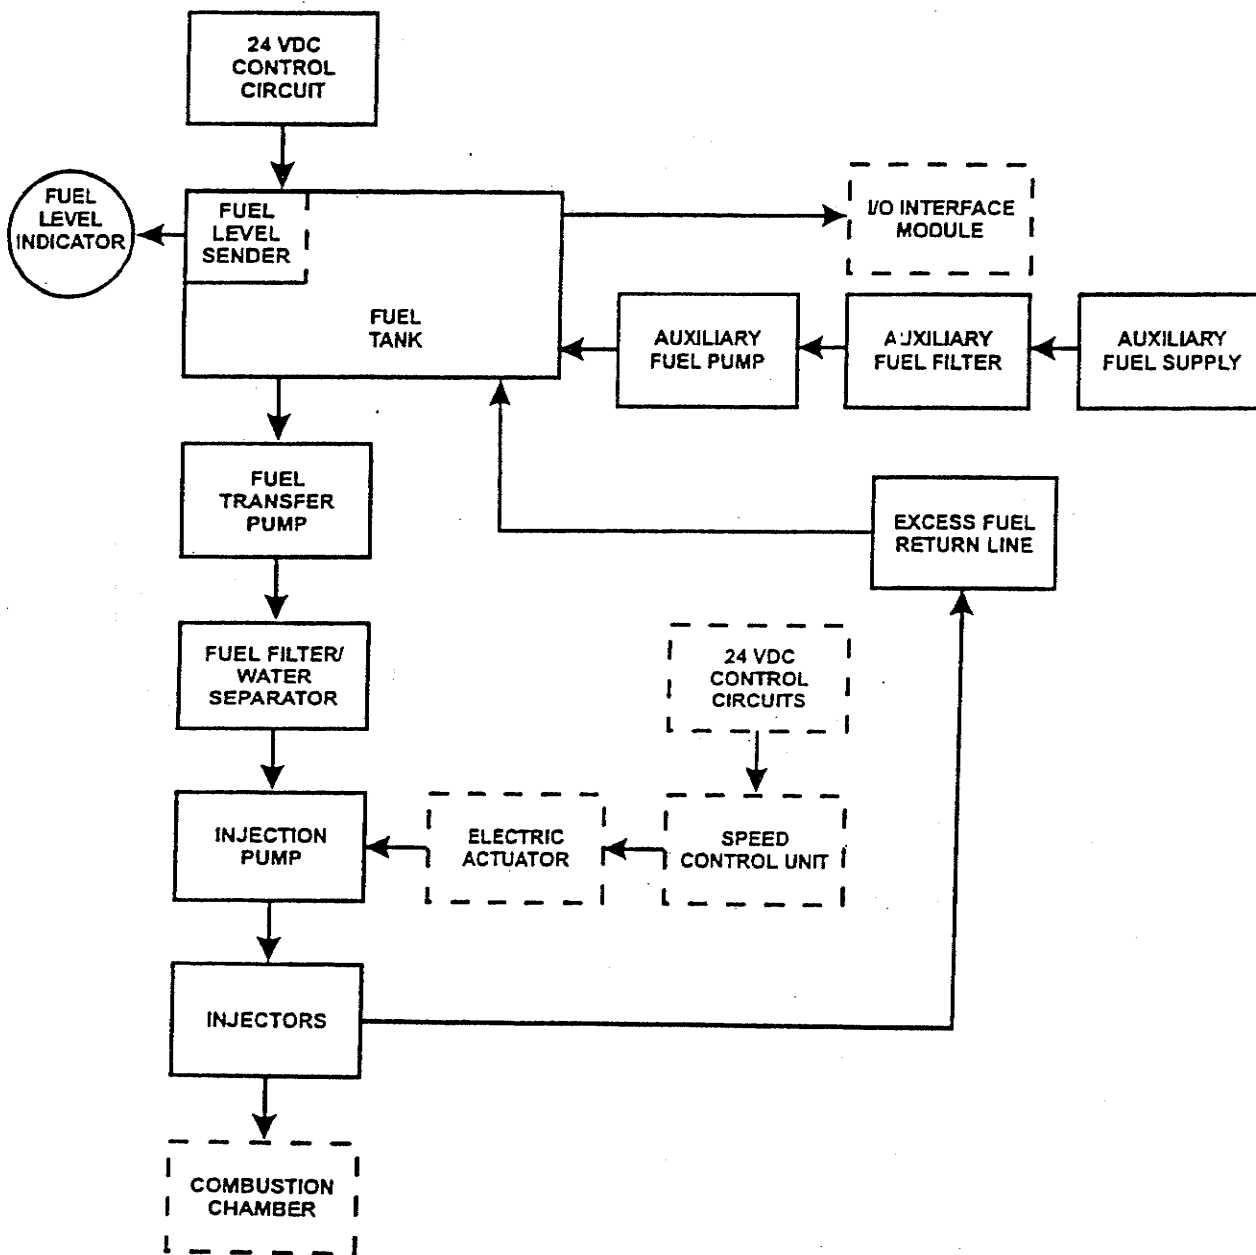 24 VDC
CONTROL
CIRCUIT
FUEL
LEVEL
INDICATOR
FUEL
LEVEL
SENDER
I/O INTERFACE
MODULE
FUEL
TANK
AUXILIARY
FUEL PUMP
AUXILIARY
FUEL FILTER
AUXILIARY
FUEL SUPPLY
FUEL
TRANSFER
PUMP
EXCESS FUEL
RETURN LINE
FUEL FILTER/
WATER
SEPARATOR
24 VDC
CONTROL
CIRCUITS
INJECTION
PUMP
ELECTRIC
ACTUATOR
SPEED
CONTROL UNIT
INJECTORS
COMBUSTION
CHAMBER